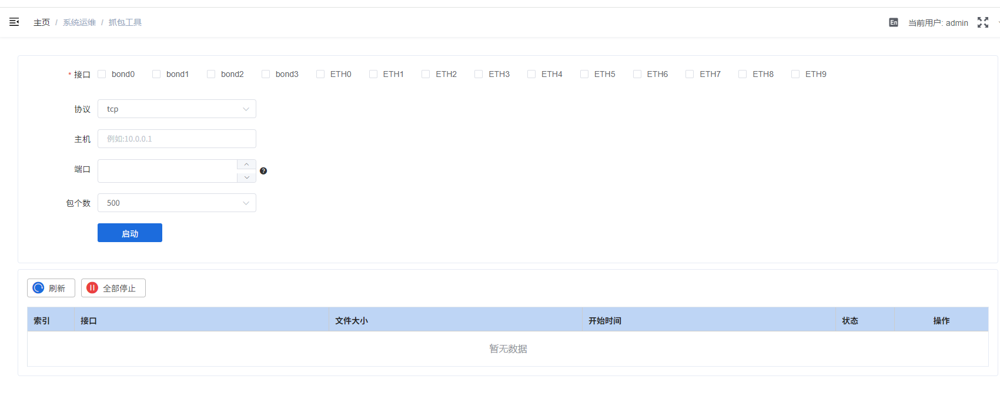 主页 / 系统运维 / 抓包工具 En 当前用户: admin
* 接口 bond0 bond1 bond2 bond3 ETH0 ETH1 ETH2 ETH3 ETH4 ETH5 ETH6 ETH7 ETH8 ETH9
协议 tcp
主机 例如:10.0.0.1
端口 ?
包个数 500
启动
刷新 全部停止
索引 接口 文件大小 开始时间 状态 操作
暂无数据